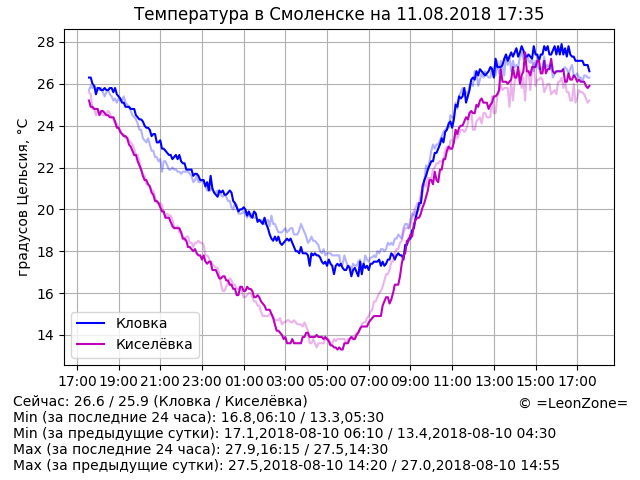 Температура в Смоленске на 11.08.2018 17:35
28
26
24
22
20
18
16
14
градусов Цельсия, °C
Кловка
Киселёвка
17:00 19:00 21:00 23:00 01:00 03:00 05:00 07:00 09:00 11:00 13:00 15:00 17:00
Сейчас: 26.6 / 25.9 (Кловка / Киселёвка)
© =LeonZone=
Min (за последние 24 часа): 16.8,06:10 / 13.3,05:30
Min (за предыдущие сутки): 17.1,2018-08-10 06:10 / 13.4,2018-08-10 04:30
Max (за последние 24 часа): 27.9,16:15 / 27.5,14:30
Max (за предыдущие сутки): 27.5,2018-08-10 14:20 / 27.0,2018-08-10 14:55